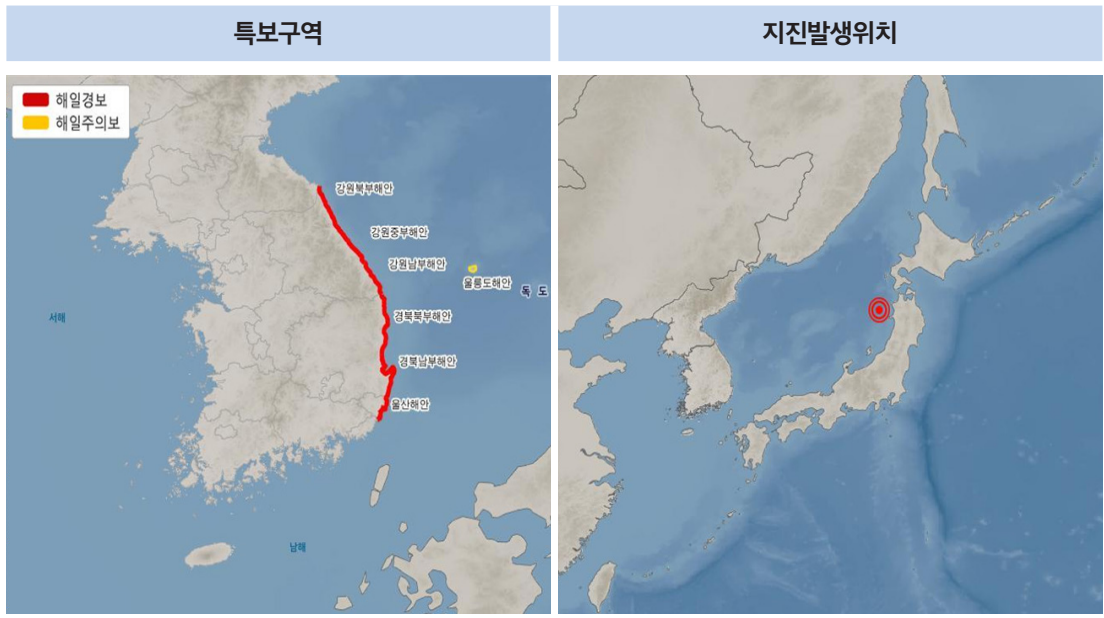 특보구역
지진발생위치
해일경보
해일주의보
강원북부해안
강원중부해안
강원남부해안
울릉도해안
독 도
경북북부해안
서해
경북남부해안
울산해안
남해